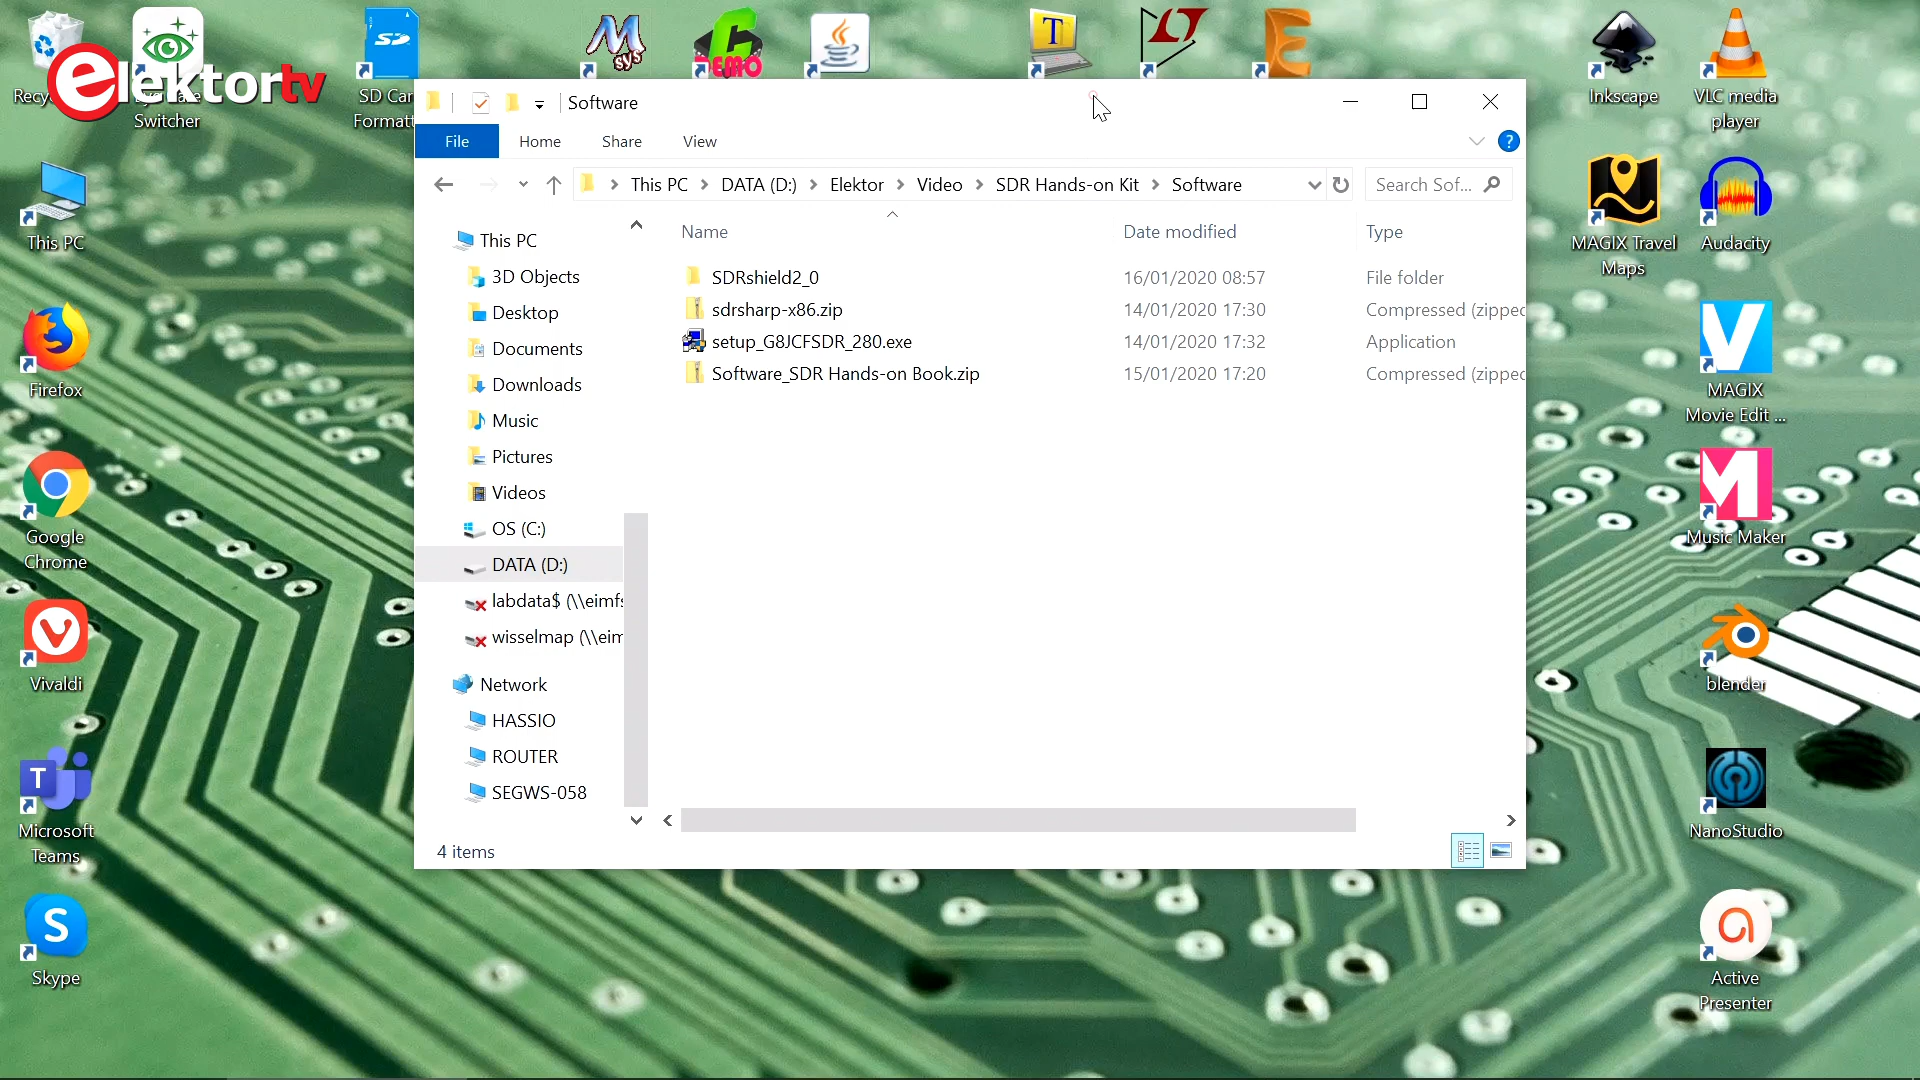 elektortv
Switcher
SD Car
Formatt
Inkscape
VLC media
player
This PC
Firefox
Google
Chrome
Vivaldi
Microsoft
Teams
Skype
MAGIX Travel
Maps
Audacity
MAGIX
Movie Edit ...
Music Maker
blender
NanoStudio
Active
Presenter
Software
File Home Share View
This PC > DATA (D:) > Elektor > Video > SDR Hands-on Kit > Software
Search Sof...
Name Date modified Type
SDRshield2_0 16/01/2020 08:57 File folder
sdrsharp-x86.zip 14/01/2020 17:30 Compressed (zipped
setup_G8JCFSDR_280.exe 14/01/2020 17:32 Application
Software_SDR Hands-on Book.zip 15/01/2020 17:20 Compressed (zipped
This PC
3D Objects
Desktop
Documents
Downloads
Music
Pictures
Videos
OS (C:)
DATA (D:)
labdata$ (\\eimfs
wisselmap (\\eim
Network
HASSIO
ROUTER
SEGWS-058
4 items